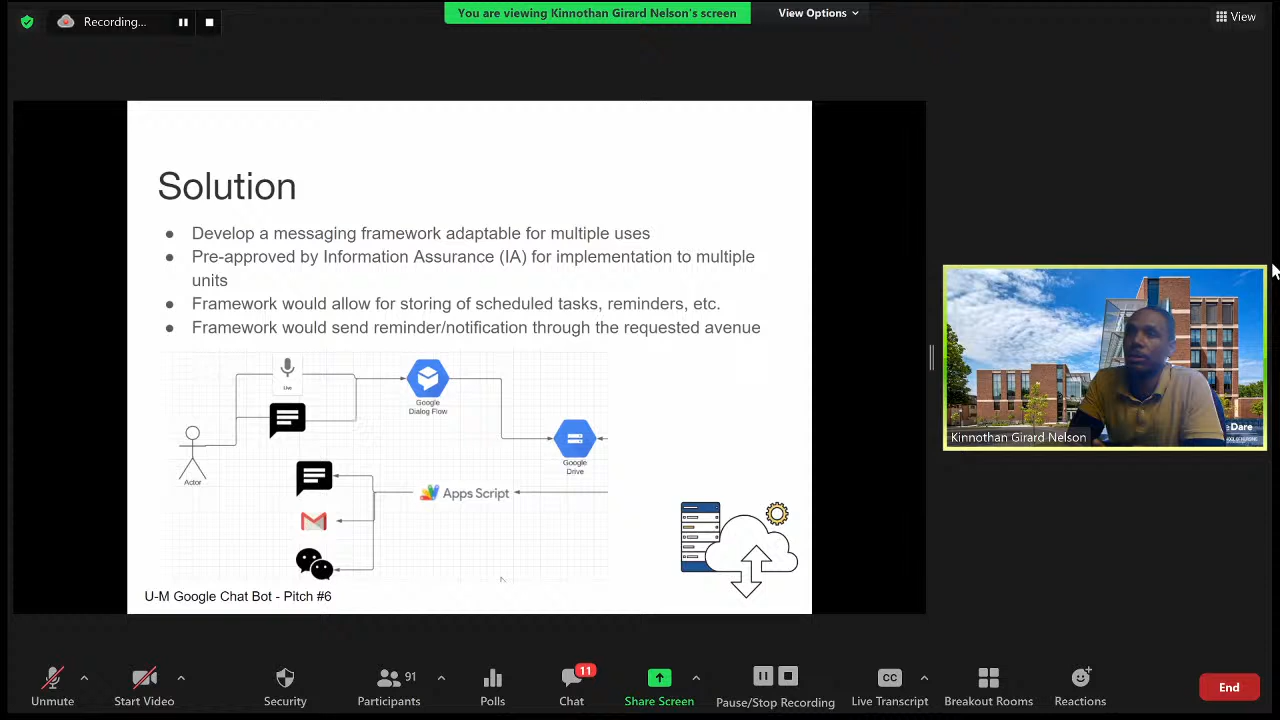 Recording...
You are viewing Kinnothan Girard Nelson's screen
View Options
View
Solution
● Develop a messaging framework adaptable for multiple uses
● Pre-approved by Information Assurance (IA) for implementation to multiple
units
● Framework would allow for storing of scheduled tasks, reminders, etc.
● Framework would send reminder/notification through the requested avenue
Google
Dialog Flow
Google
Drive
Actor
Apps Script
U-M Google Chat Bot - Pitch #6
Dare
Kinnothan Girard Nelson
Unmute
Start Video
Security
91
Participants
Polls
11
Chat
Share Screen
Pause/Stop Recording
CC
Live Transcript
Breakout Rooms
Reactions
End